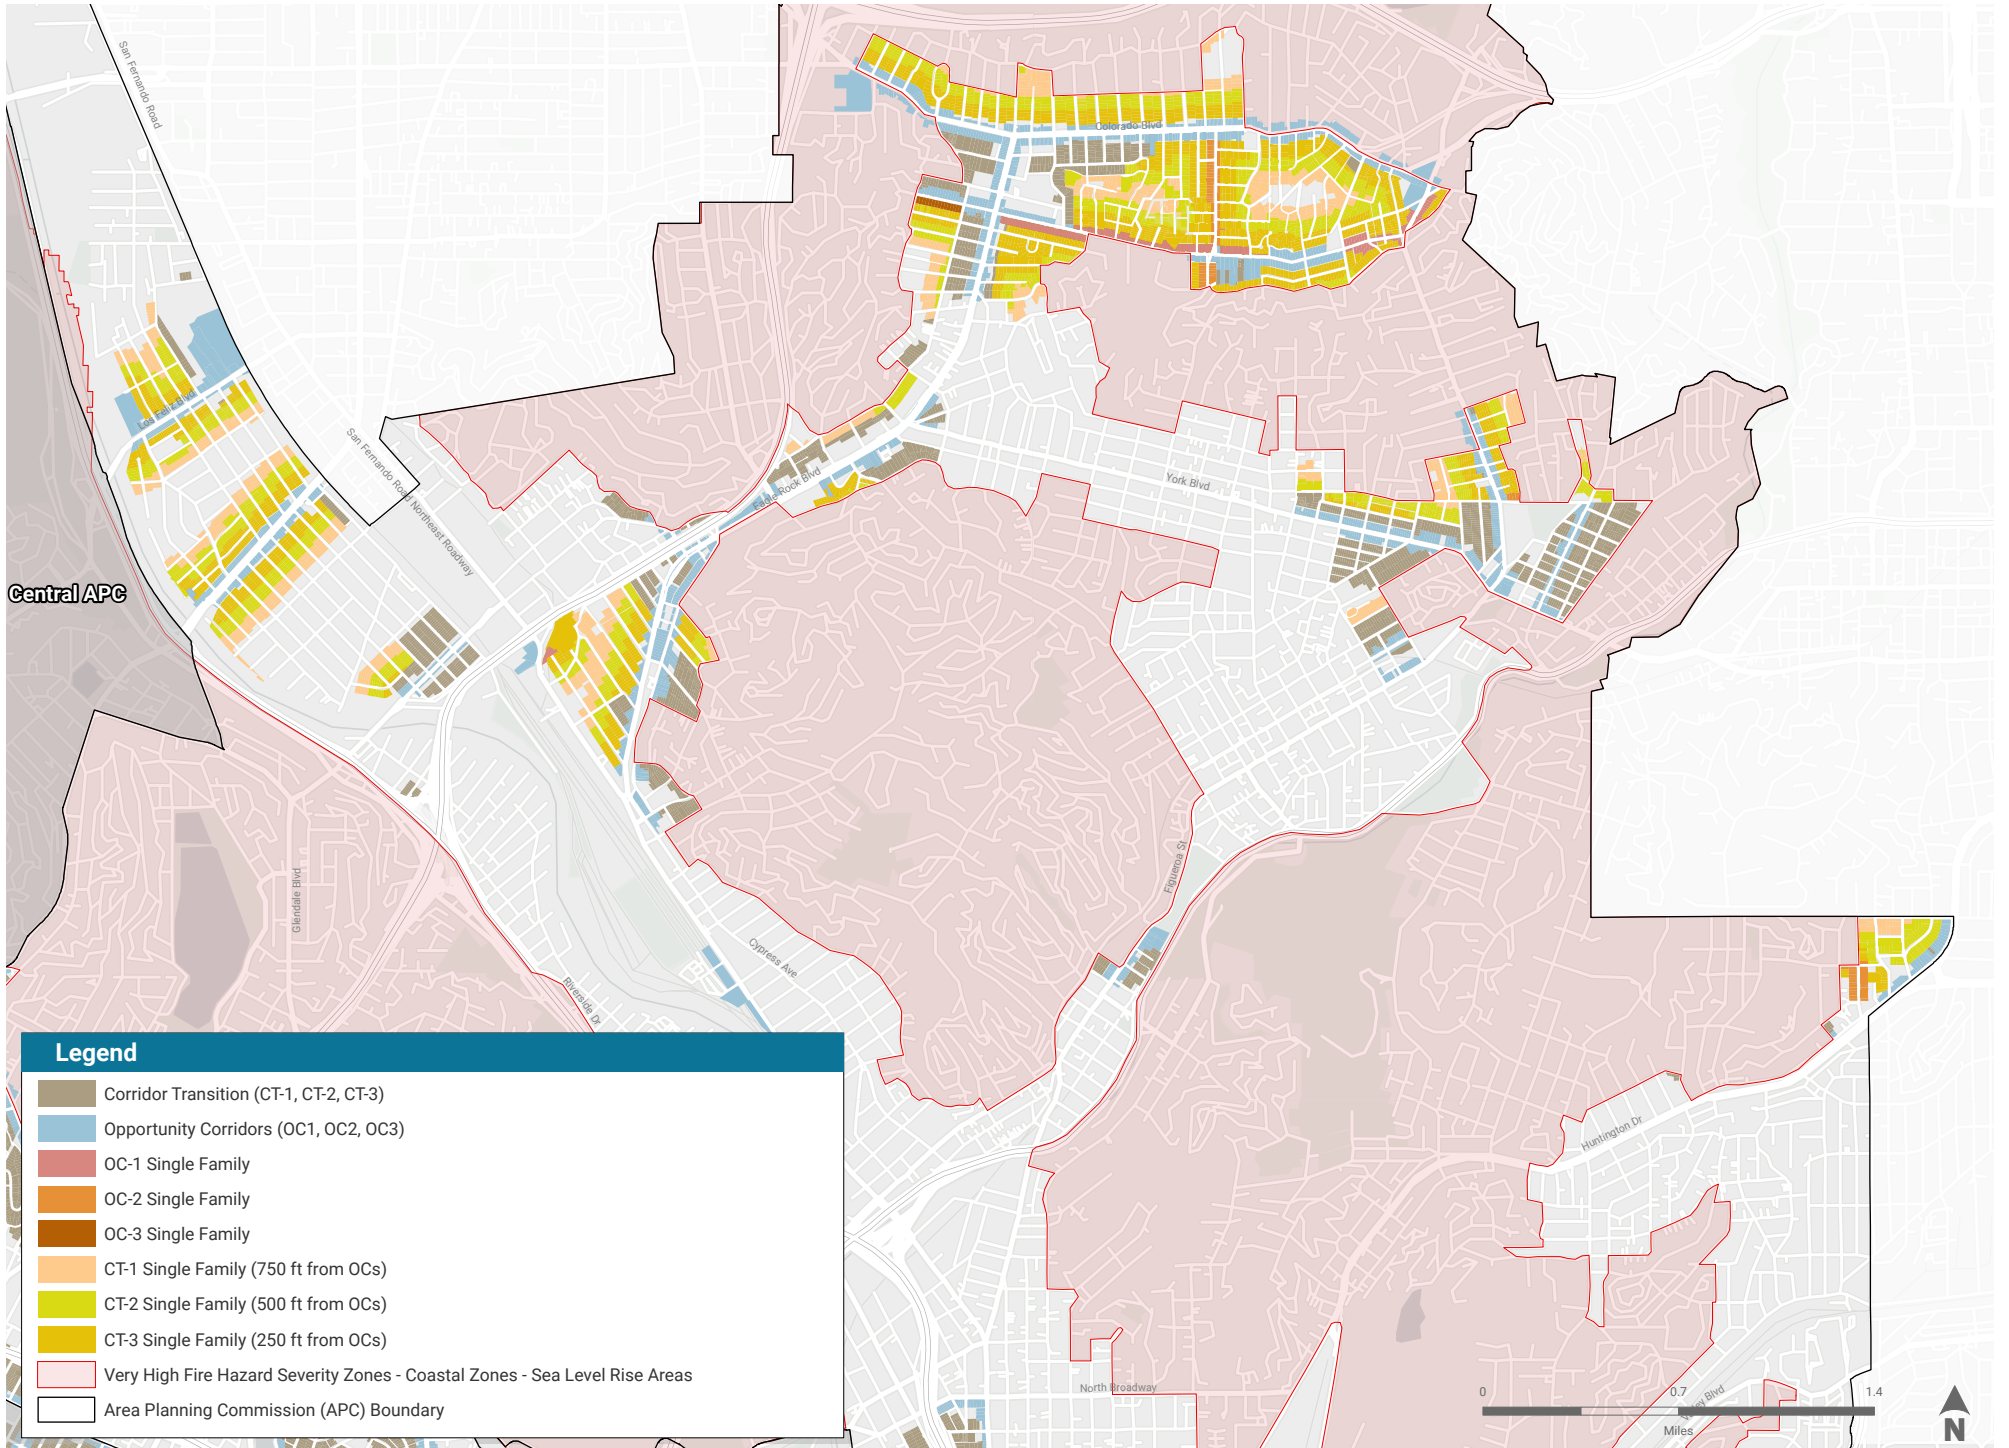 San Fernando Road
Colorado Blvd
Los Feliz Blvd
San Fernando Road Northeast Roadway
Eagle Rock Blvd
York Blvd
Central APC
Figueroa St
Glendale Blvd
Cypress Ave
Riverside Dr
Huntington Dr
North Broadway
Valley Blvd
Legend
Corridor Transition (CT-1, CT-2, CT-3)
Opportunity Corridors (OC1, OC2, OC3)
OC-1 Single Family
OC-2 Single Family
OC-3 Single Family
CT-1 Single Family (750 ft from OCs)
CT-2 Single Family (500 ft from OCs)
CT-3 Single Family (250 ft from OCs)
Very High Fire Hazard Severity Zones - Coastal Zones - Sea Level Rise Areas
Area Planning Commission (APC) Boundary
0 0.7 1.4
Miles
N